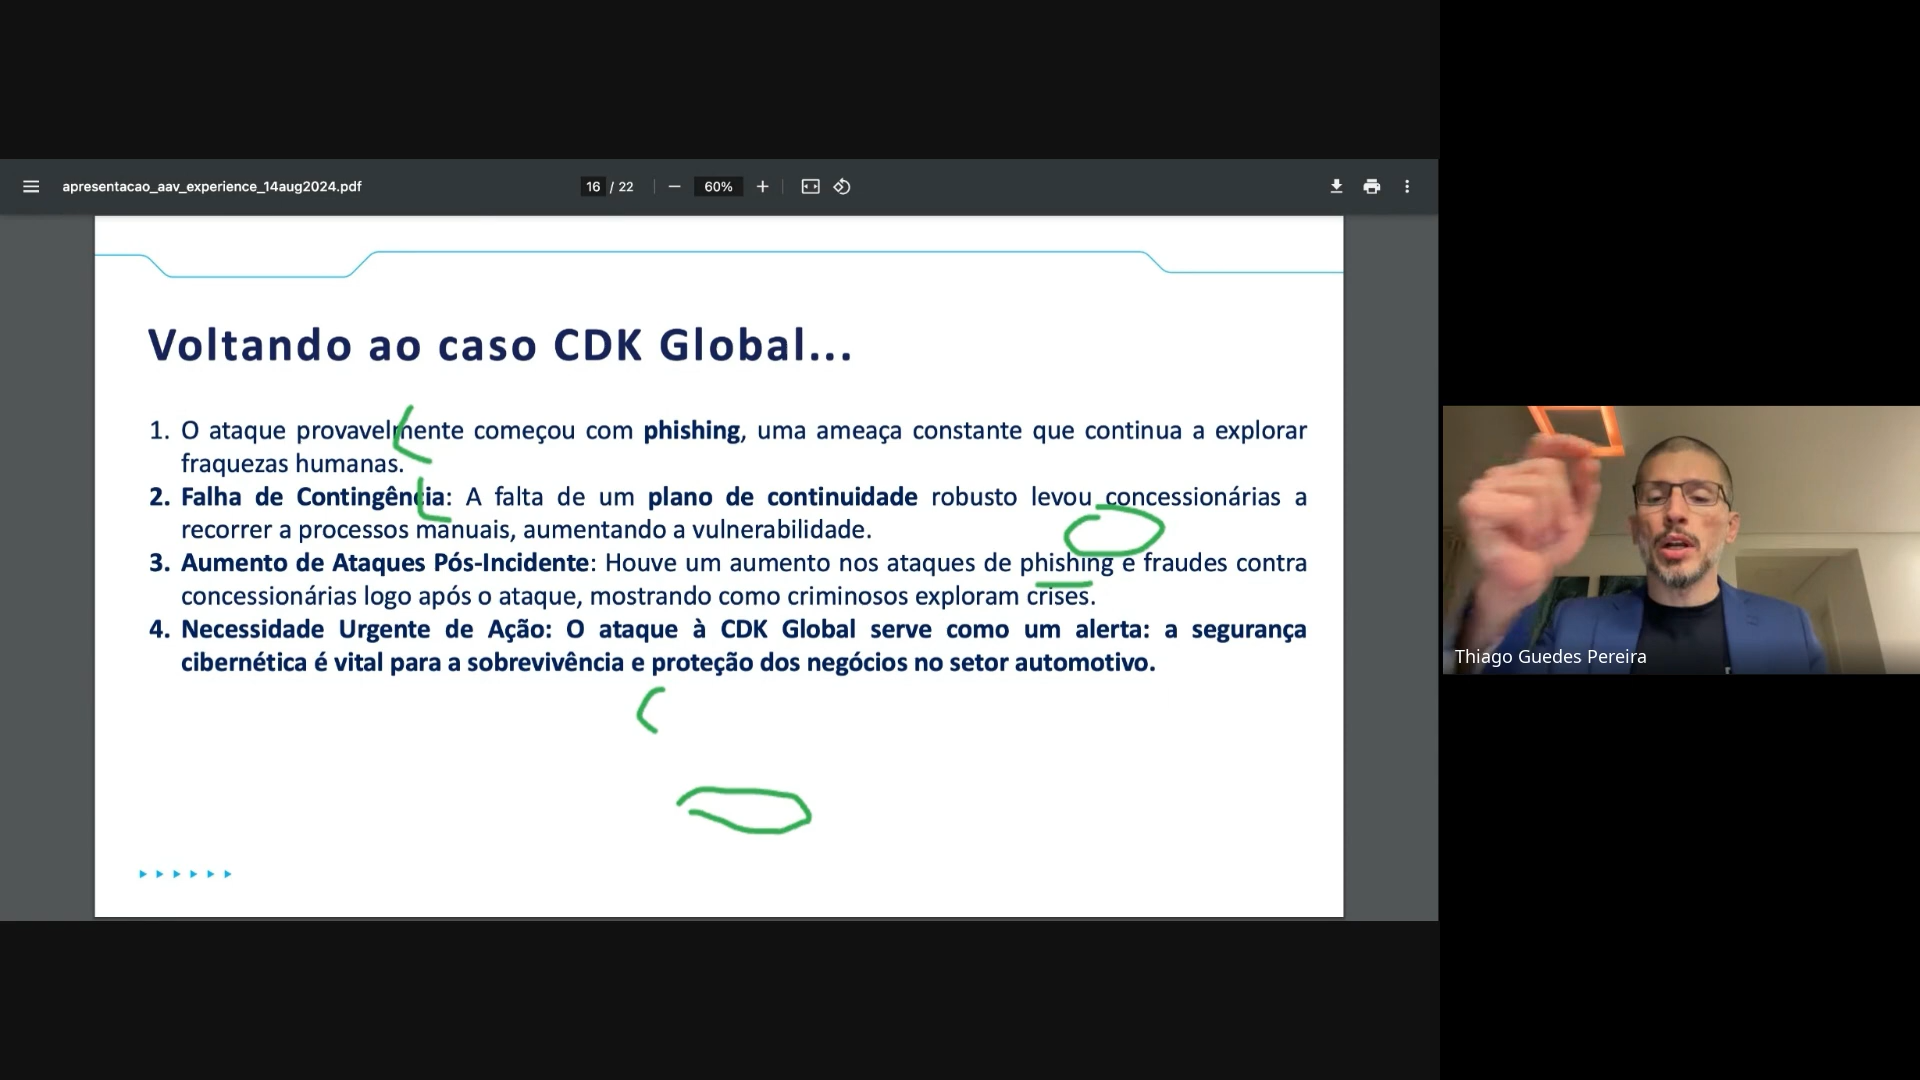 apresentacao_aav_experience_14aug2024.pdf
16 / 22
60%
Voltando ao caso CDK Global...
1. O ataque provavelmente começou com phishing, uma ameaça constante que continua a explorar
fraquezas humanas.
2. Falha de Contingência: A falta de um plano de continuidade robusto levou concessionárias a
recorrer a processos manuais, aumentando a vulnerabilidade.
3. Aumento de Ataques Pós-Incidente: Houve um aumento nos ataques de phishing e fraudes contra
concessionárias logo após o ataque, mostrando como criminosos exploram crises.
4. Necessidade Urgente de Ação: O ataque à CDK Global serve como um alerta: a segurança
cibernética é vital para a sobrevivência e proteção dos negócios no setor automotivo.
Thiago Guedes Pereira